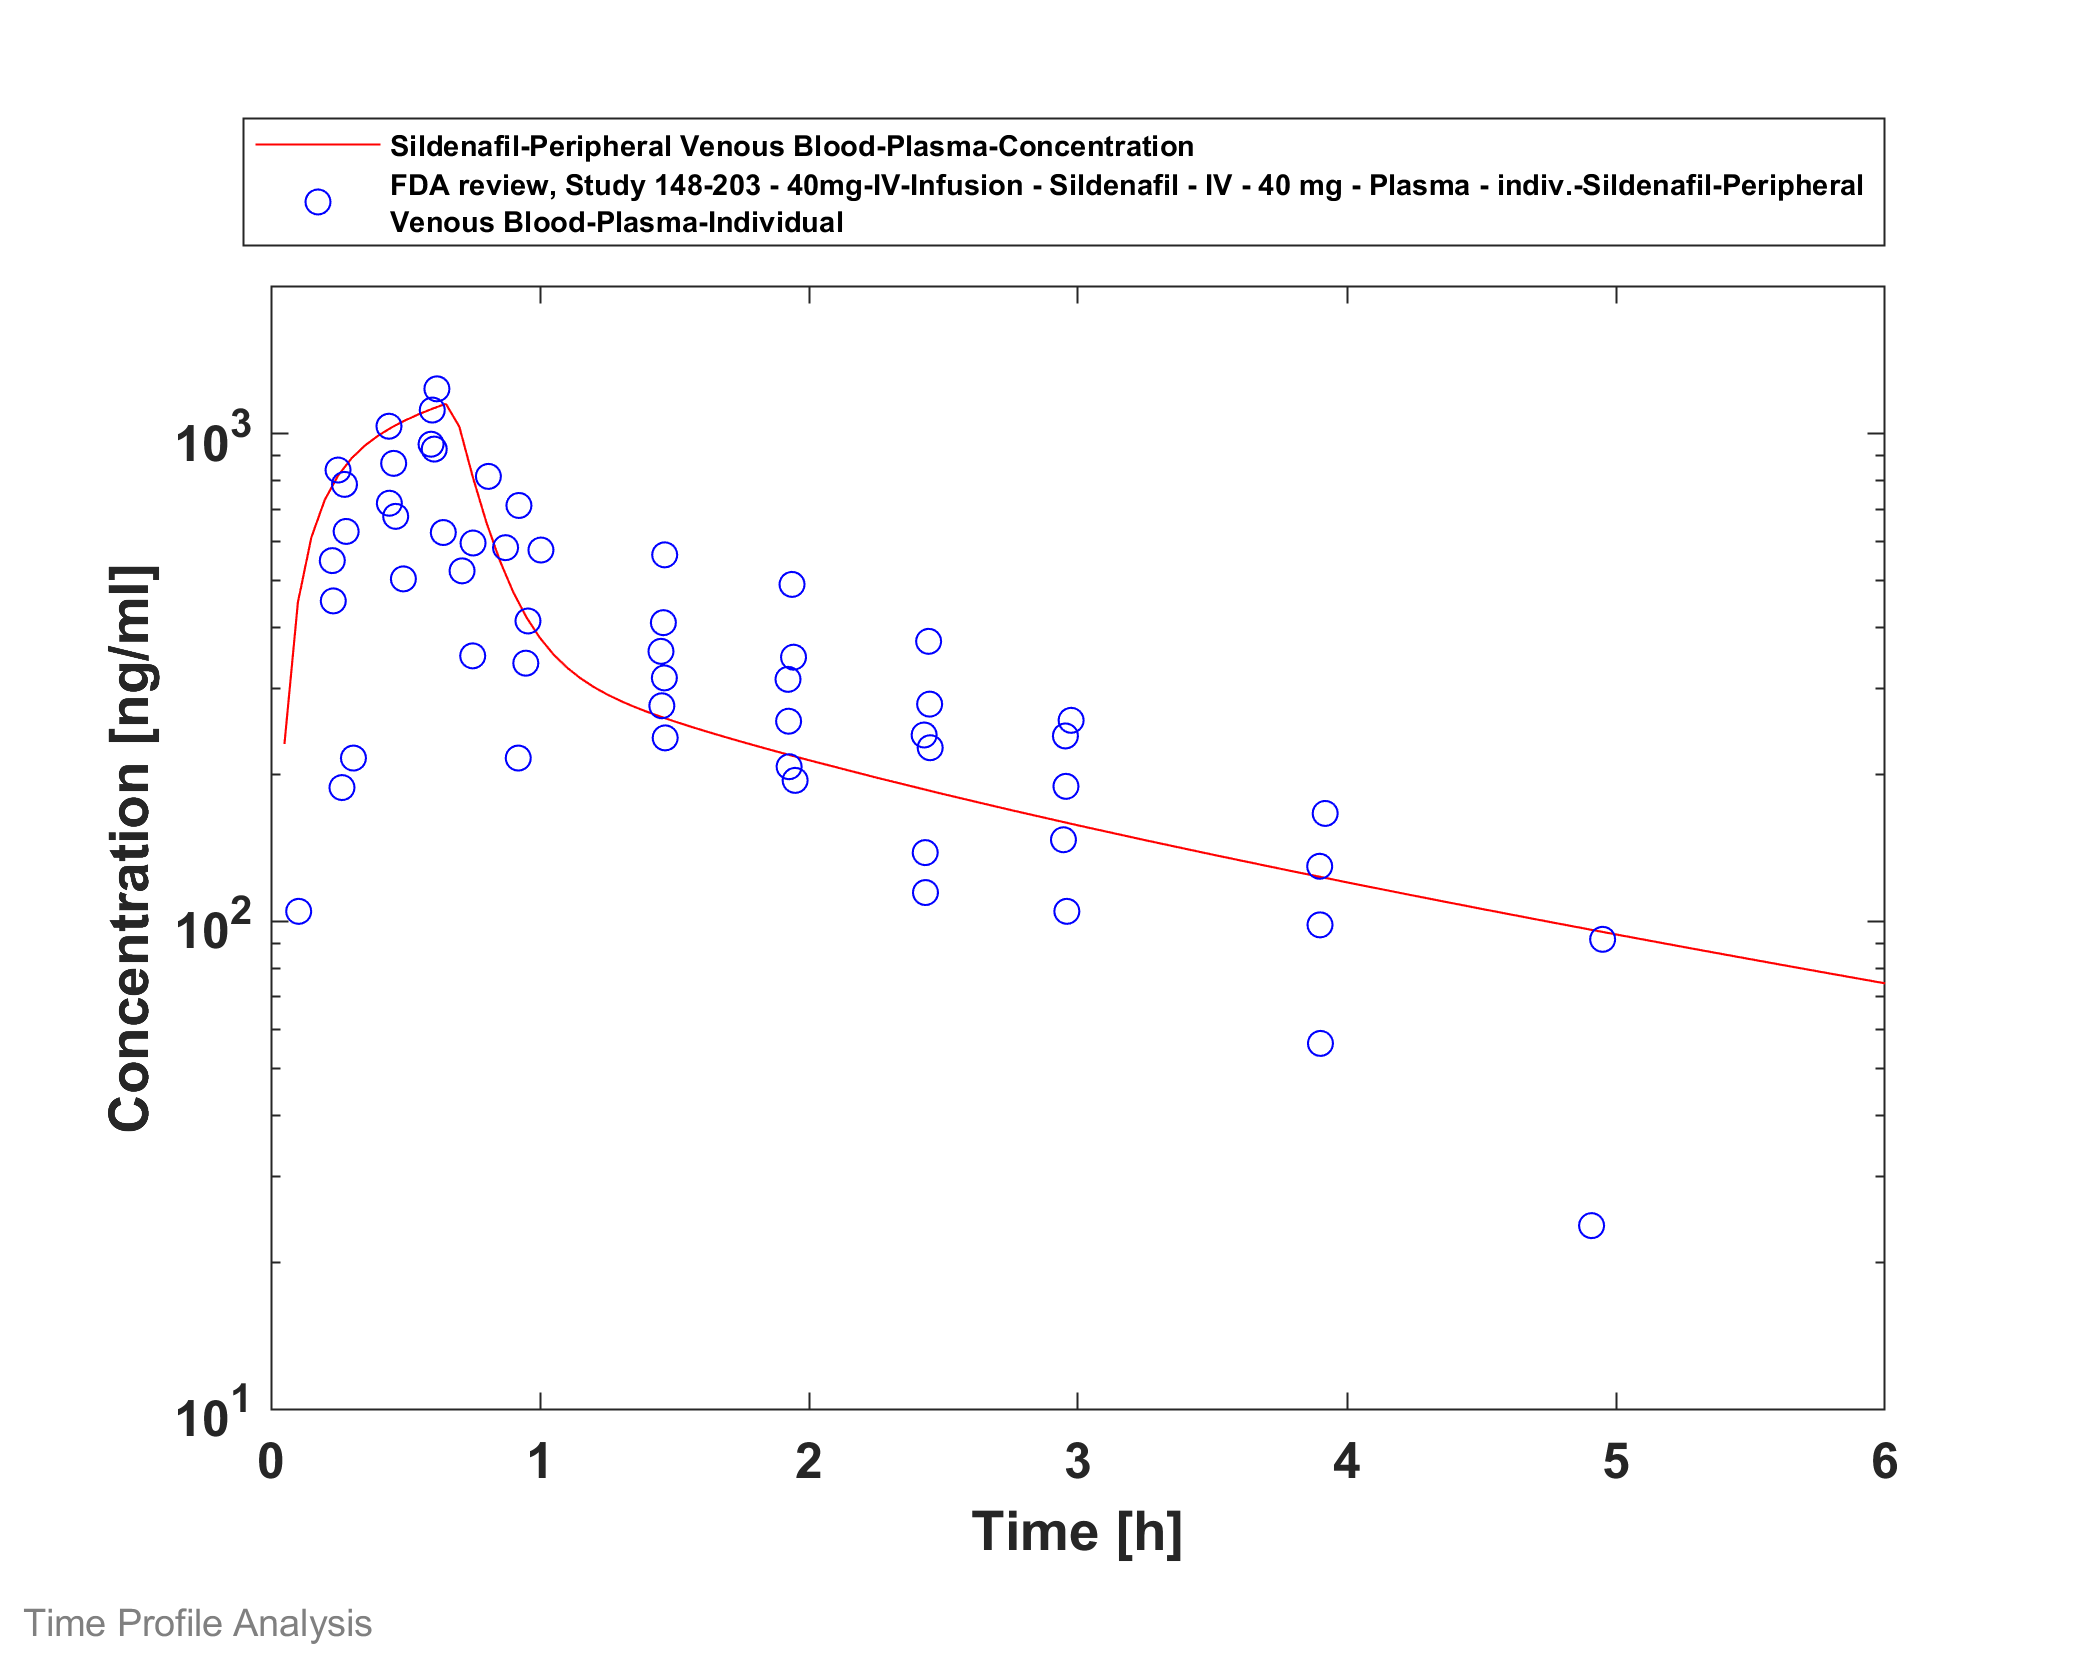 Sildenafil-Peripheral Venous Blood-Plasma-Concentration
FDA review, Study 148-203 - 40mg-IV-Infusion - Sildenafil - IV - 40 mg - Plasma - indiv.-Sildenafil-Peripheral
Venous Blood-Plasma-Individual
10³
10²
10¹
Concentration [ng/ml]
0 1 2 3 4 5 6
Time [h]
Time Profile Analysis